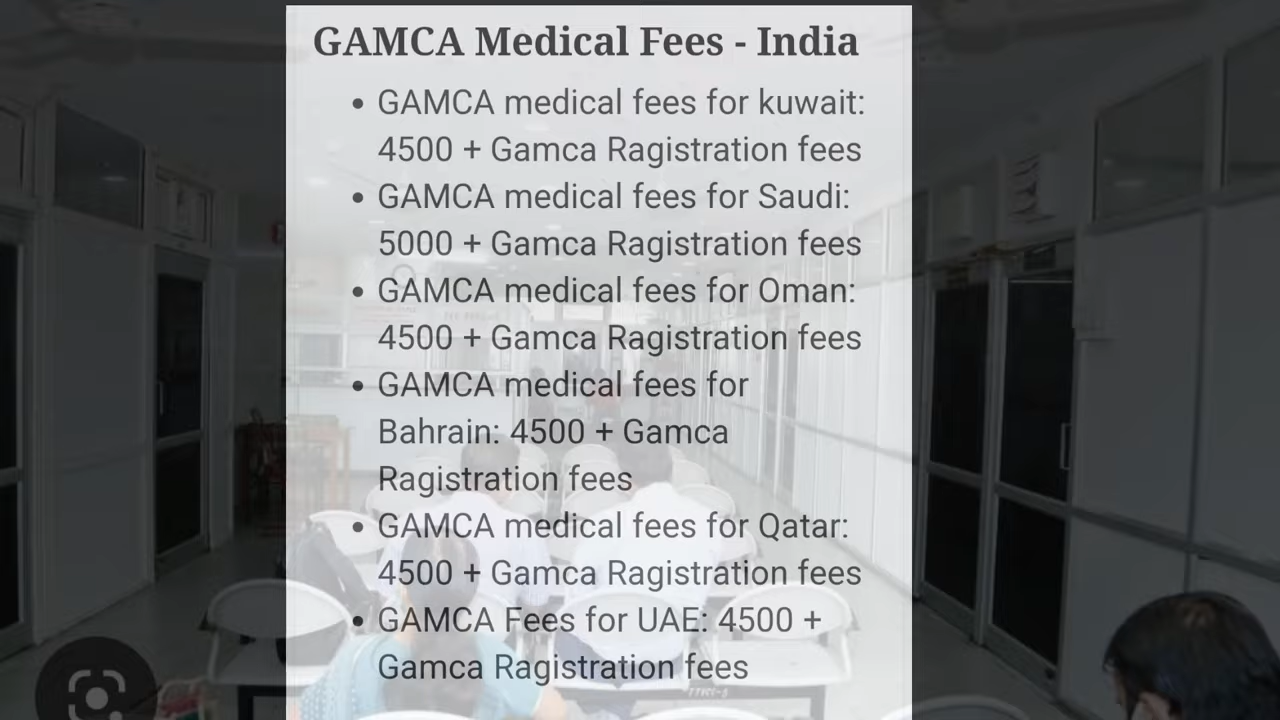 GAMCA Medical Fees - India
• GAMCA medical fees for kuwait:
4500 + Gamca Ragistration fees
• GAMCA medical fees for Saudi:
5000 + Gamca Ragistration fees
• GAMCA medical fees for Oman:
4500 + Gamca Ragistration fees
• GAMCA medical fees for
Bahrain: 4500 + Gamca
Ragistration fees
• GAMCA medical fees for Qatar:
4500 + Gamca Ragistration fees
• GAMCA Fees for UAE: 4500 +
Gamca Ragistration fees